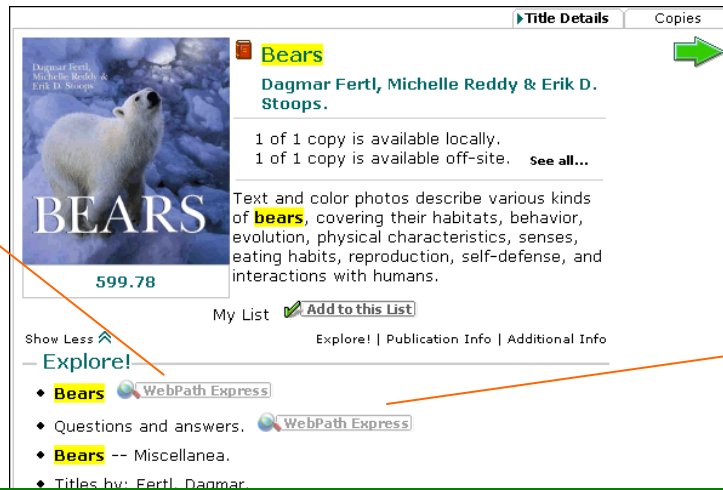 Title Details
Copies
Dagmar Fertl,
Michelle Reddy &
Erik D. Stoops
BEARS
599.78
Bears
Dagmar Fertl, Michelle Reddy & Erik D.
Stoops.
1 of 1 copy is available locally.
1 of 1 copy is available off-site. See all...
Text and color photos describe various kinds
of bears, covering their habitats, behavior,
evolution, physical characteristics, senses,
eating habits, reproduction, self-defense, and
interactions with humans.
My List Add to this List
Show Less Explore! | Publication Info | Additional Info
Explore!
Bears WebPath Express
Questions and answers. WebPath Express
Bears -- Miscellanea.
Titles by: Fertl, Dagmar.